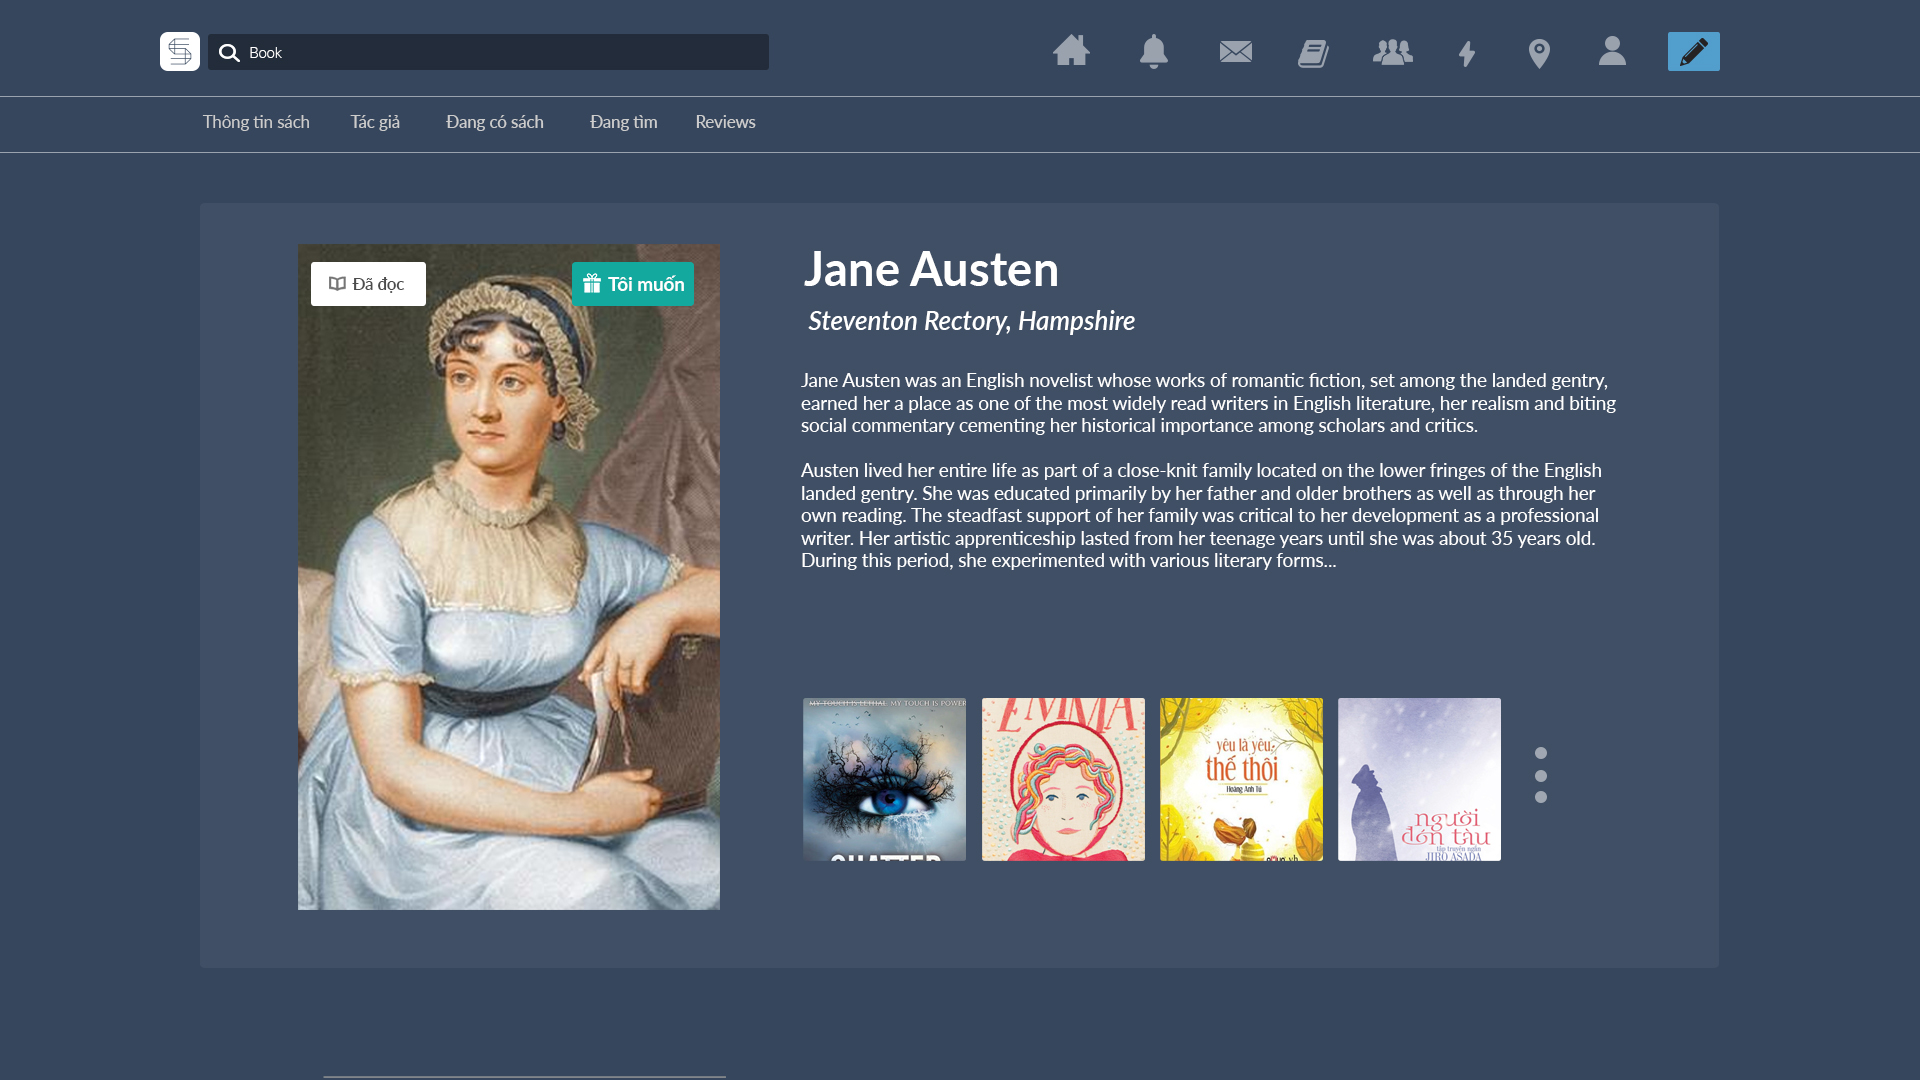 Book
Thông tin sách
Tác giả
Đang có sách
Đang tìm
Reviews
Đã đọc
Tôi muốn
Jane Austen
Steventon Rectory, Hampshire
Jane Austen was an English novelist whose works of romantic fiction, set among the landed gentry,
earned her a place as one of the most widely read writers in English literature, her realism and biting
social commentary cementing her historical importance among scholars and critics.
Austen lived her entire life as part of a close-knit family located on the lower fringes of the English
landed gentry. She was educated primarily by her father and older brothers as well as through her
own reading. The steadfast support of her family was critical to her development as a professional
writer. Her artistic apprenticeship lasted from her teenage years until she was about 35 years old.
During this period, she experimented with various literary forms...
MY TOUCH IS LETHAL. MY TOUCH IS POWER
EMMA
yêu là yêu,
thế thôi
Hoàng Anh Tú
người
đón tàu
tập truyện ngắn
JIRO ASADA